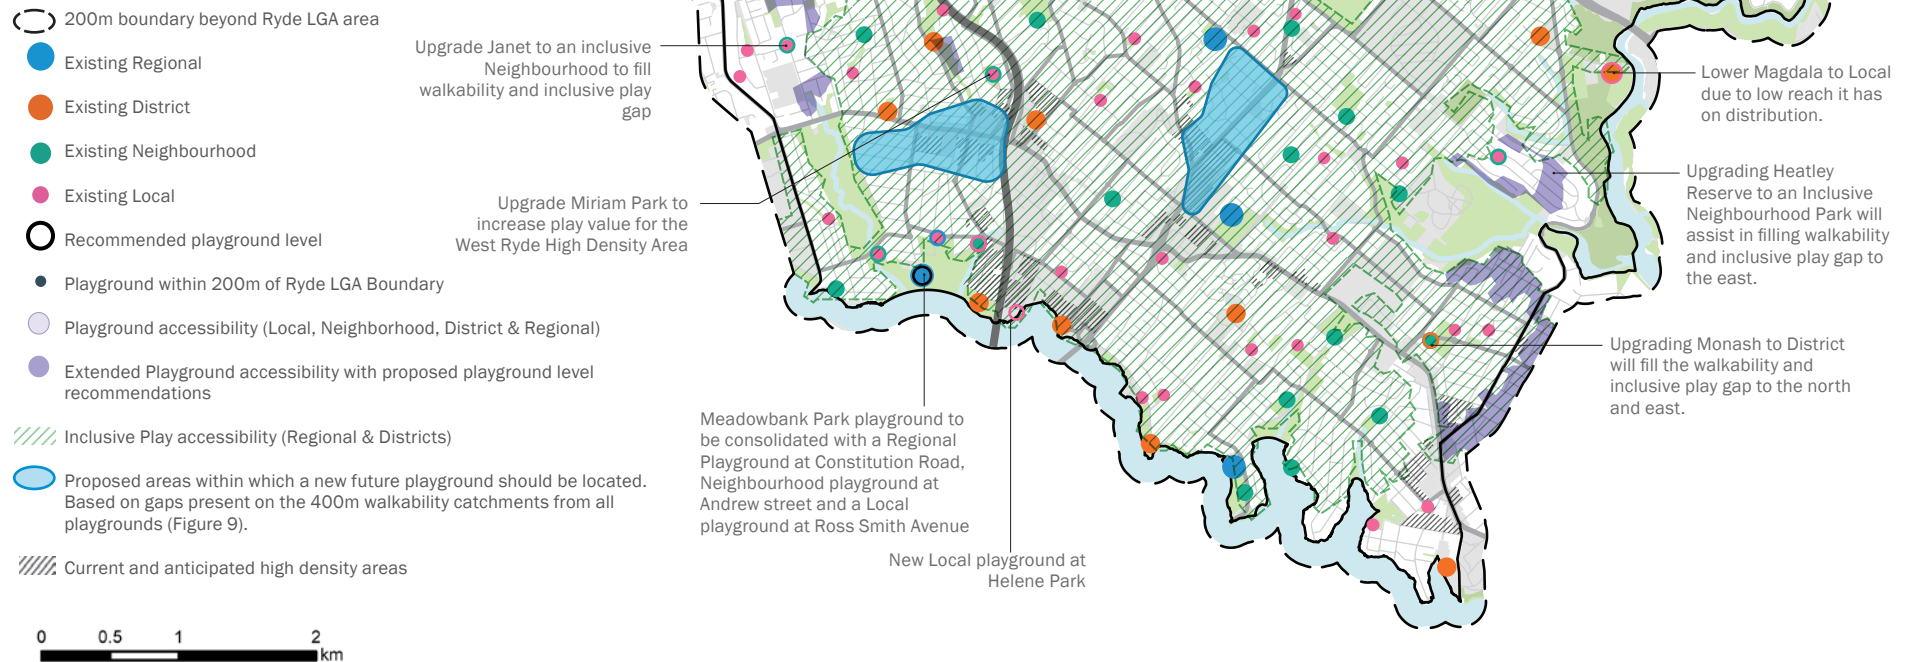 200m boundary beyond Ryde LGA area
Existing Regional
Existing District
Existing Neighbourhood
Existing Local
Recommended playground level
Playground within 200m of Ryde LGA Boundary
Playground accessibility (Local, Neighborhood, District & Regional)
Extended Playground accessibility with proposed playground level
recommendations
Inclusive Play accessibility (Regional & Districts)
Proposed areas within which a new future playground should be located.
Based on gaps present on the 400m walkability catchments from all
playgrounds (Figure 9).
Current and anticipated high density areas
0 0.5 1 2
km
Upgrade Janet to an inclusive
Neighbourhood to fill
walkability and inclusive play
gap
Upgrade Miriam Park to
increase play value for the
West Ryde High Density Area
Meadowbank Park playground to
be consolidated with a Regional
Playground at Constitution Road,
Neighbourhood playground at
Andrew street and a Local
playground at Ross Smith Avenue
New Local playground at
Helene Park
Lower Magdala to Local
due to low reach it has
on distribution.
Upgrading Heatley
Reserve to an Inclusive
Neighbourhood Park will
assist in filling walkability
and inclusive play gap to
the east.
Upgrading Monash to District
will fill the walkability and
inclusive play gap to the north
and east.